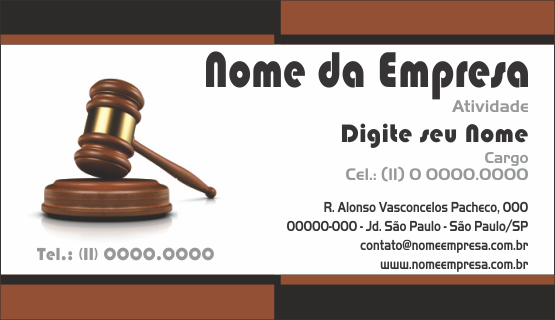 Nome da Empresa
Atividade
Digite seu Nome
Cargo
Cel.: (11) 0 0000.0000
R. Alonso Vasconcelos Pacheco, 000
00000-000 - Jd. São Paulo - São Paulo/SP
contato@nomeempresa.com.br
www.nomeempresa.com.br
Tel.: (11) 0000.0000